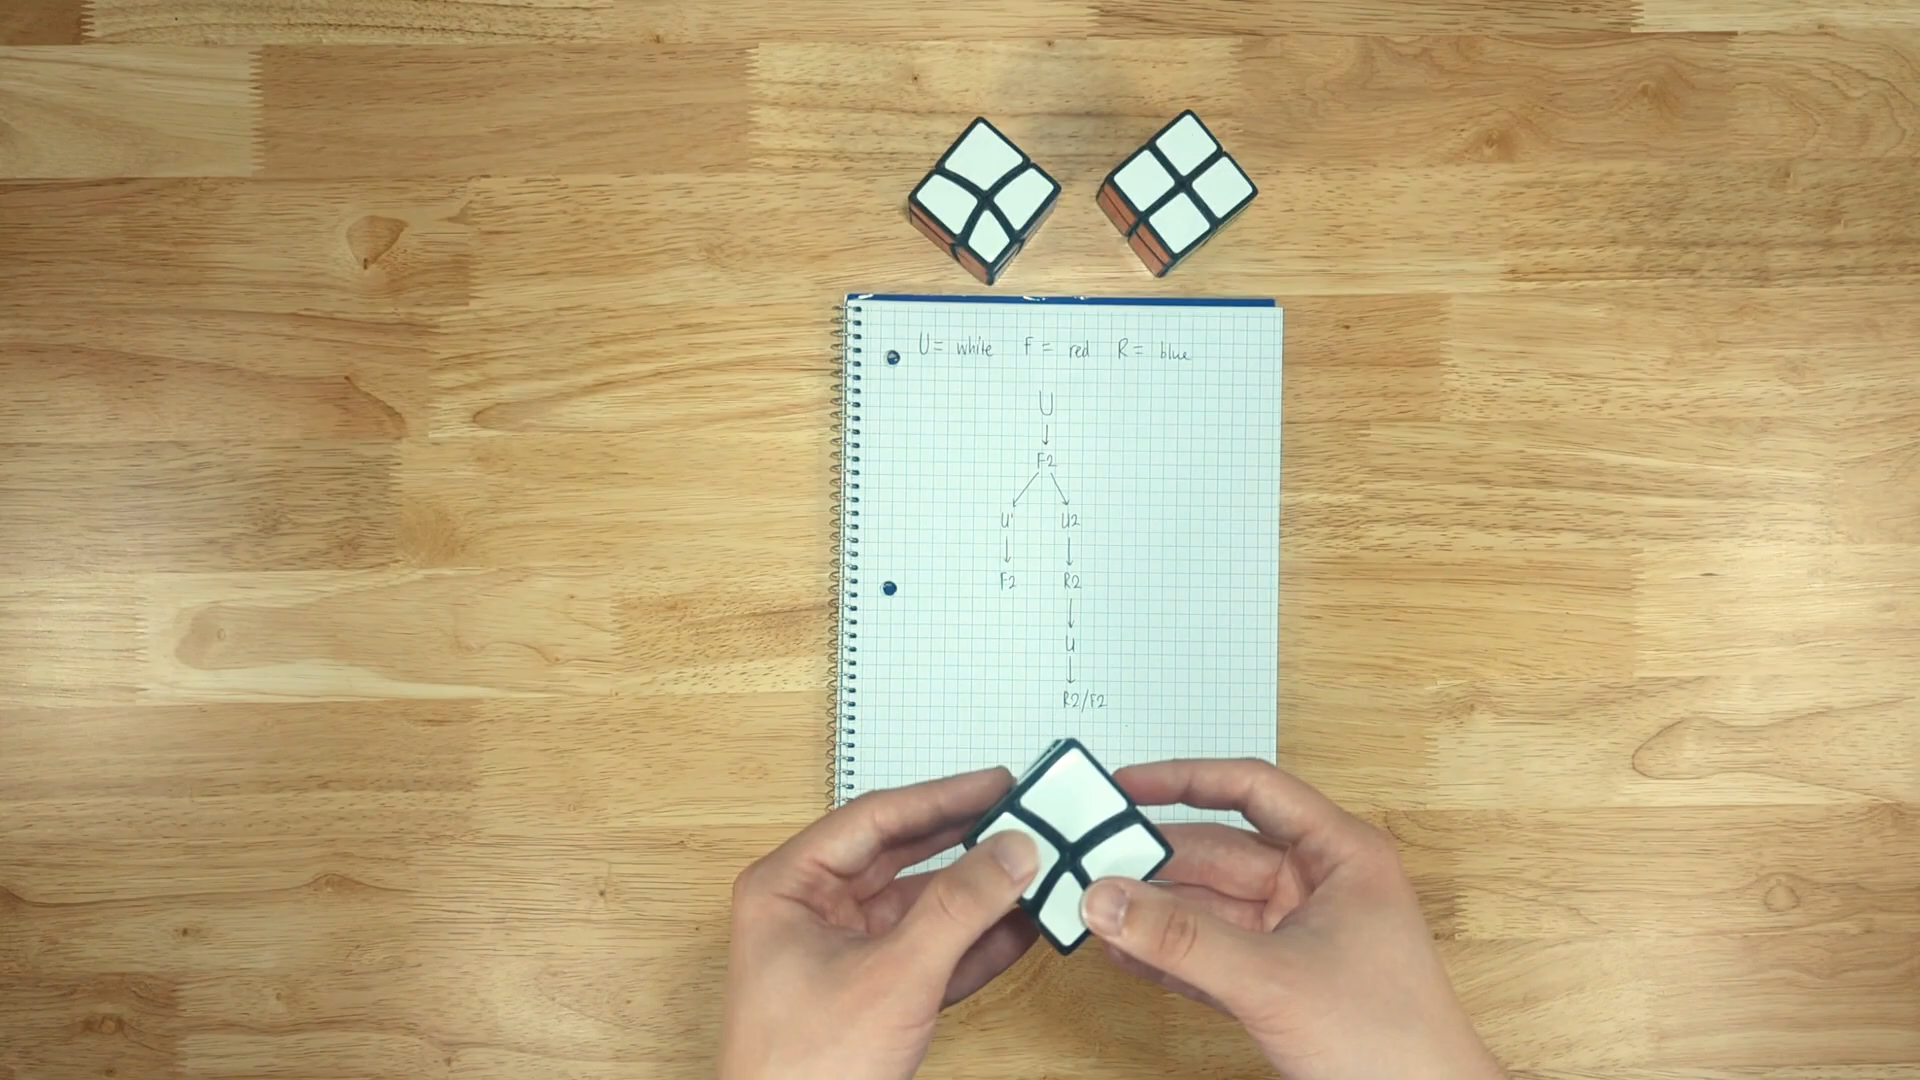 U = white F = red R = blue
U
F2
U' U2
F2 R2
U
R2/F2